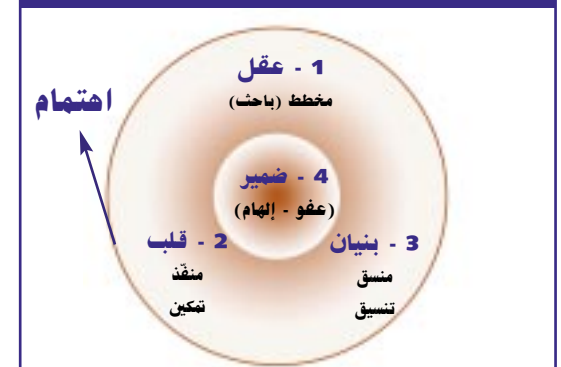 1 - عقل
مخطط (باحث)
اهتمام
4 - ضمير
(عفو - إلهام)
3 - بنيان
منسق
تنسيق
2 - قلب
منفّذ
تمكين